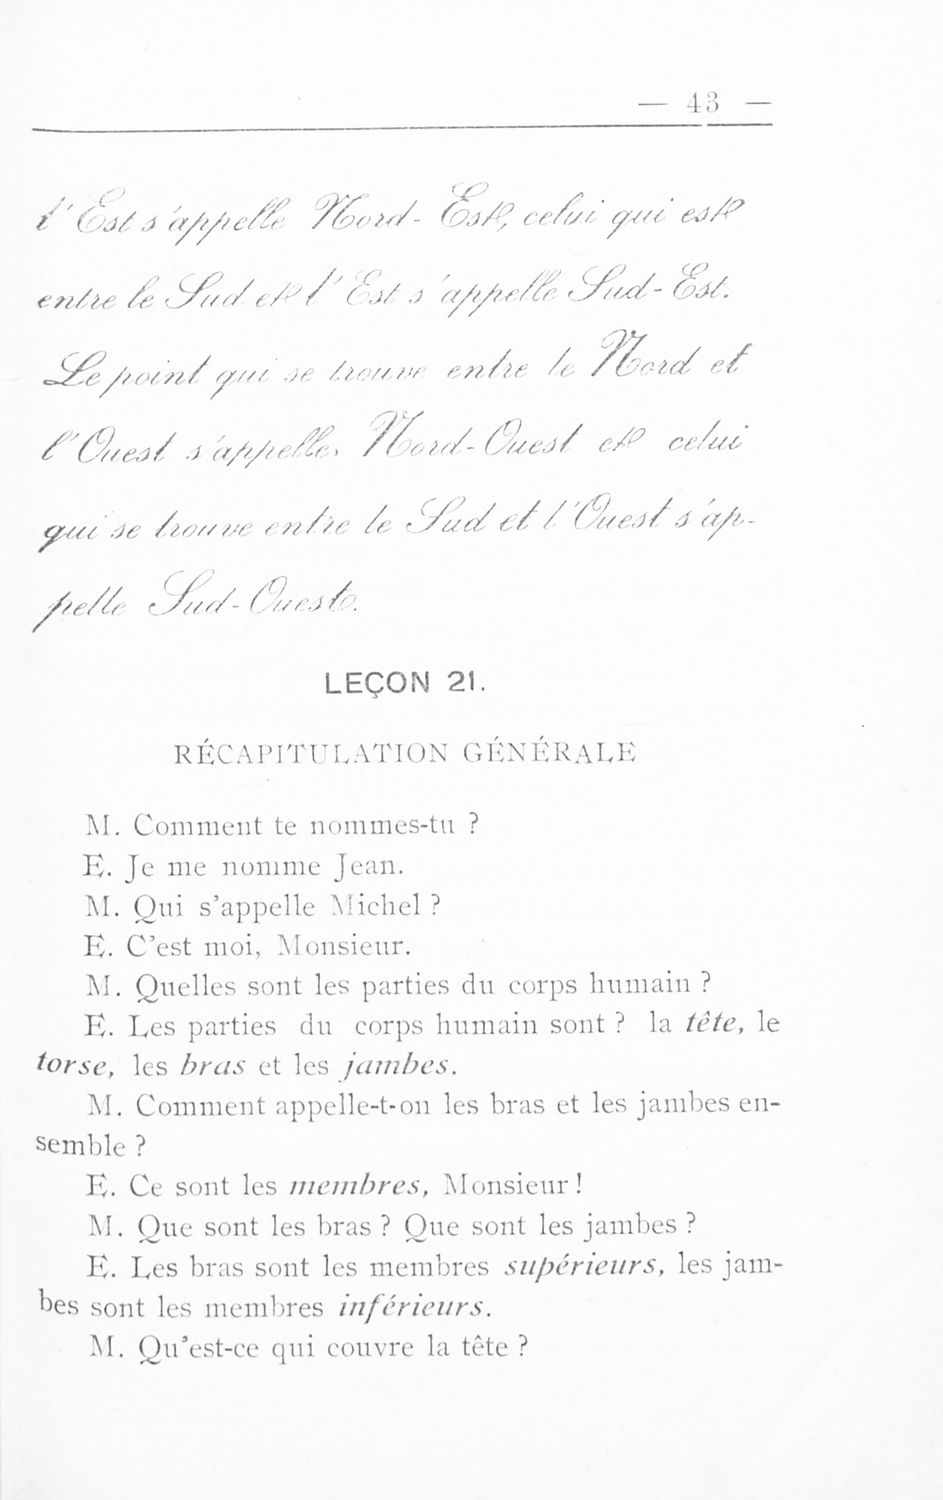 — 43 —
l'Est s'appelle Nord-Est, celui qui est
entre le Sud et l'Est s'appelle Sud-Est.
Le point qui se trouve entre le Nord et
l'Ouest s'appelle Nord-Ouest et celui
qui se trouve entre le Sud et l'Ouest s'ap-
pelle Sud-Ouest.
LEÇON 21.
RÉCAPITULATION GÉNÉRALE
M. Comment te nommes-tu ?
E. Je me nomme Jean.
M. Qui s'appelle Michel ?
E. C'est moi, Monsieur.
M. Quelles sont les parties du corps humain ?
E. Les parties du corps humain sont ? la tête, le
torse, les bras et les jambes.
M. Comment appelle-t-on les bras et les jambes en-
semble ?
E. Ce sont les membres, Monsieur !
M. Que sont les bras ? Que sont les jambes ?
E. Les bras sont les membres supérieurs, les jam-
bes sont les membres inférieurs.
M. Qu'est-ce qui couvre la tête ?